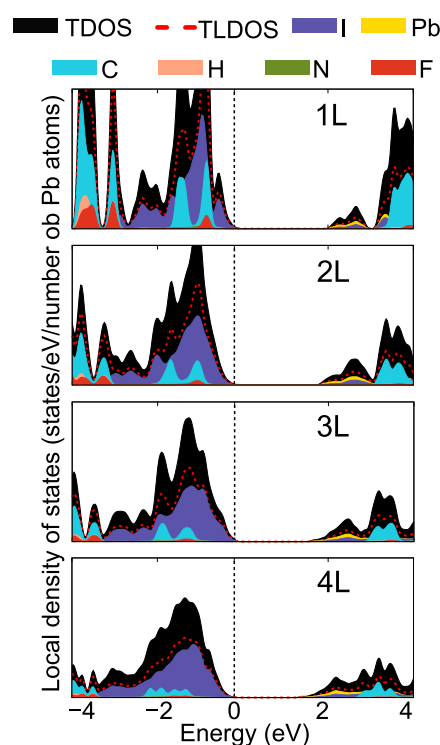 TDOS TLDOS I Pb
C H N F
Local density of states (states/eV/number ob Pb atoms)
1L
2L
3L
4L
−4 −2 0 2 4
Energy (eV)